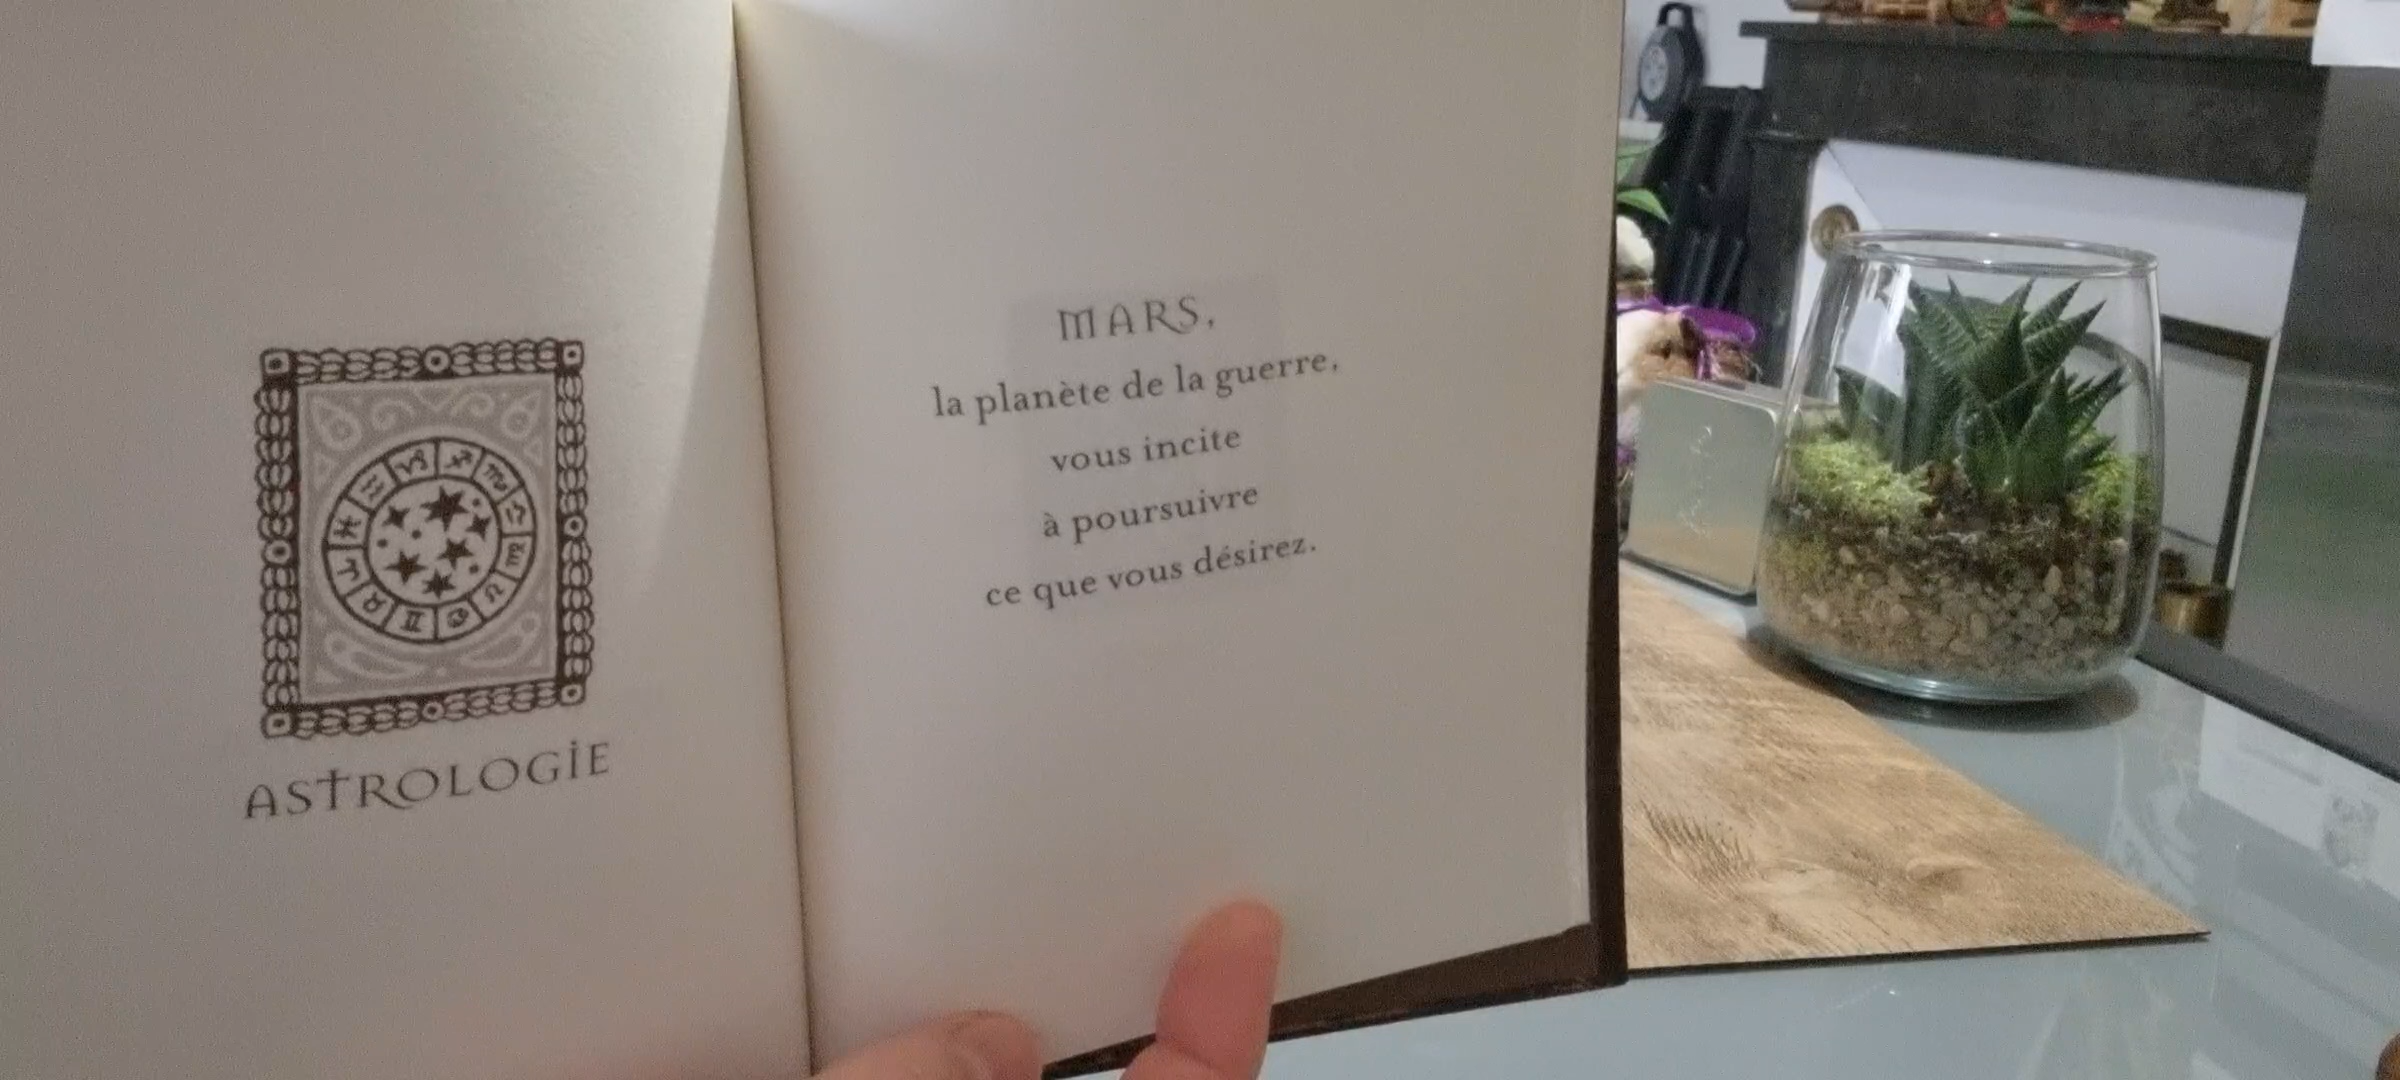 ASTROLOGIE
MARS,
la planète de la guerre,
vous incite
à poursuivre
ce que vous désirez.